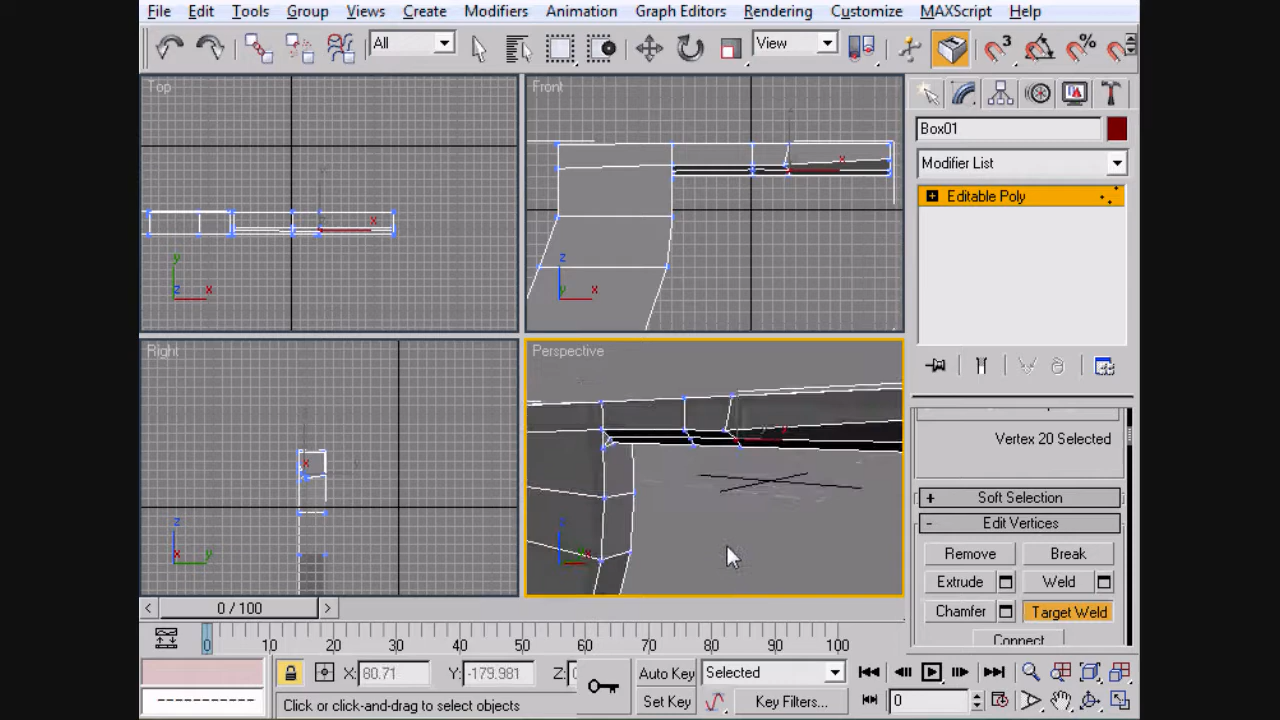 File Edit Tools Group Views Create Modifiers Animation Graph Editors Rendering Customize MAXScript Help
All
View
3
%
Top
Front
Box01
Modifier List
Editable Poly
x
y
x
z
x
z
y
x
Right
Perspective
x
z
x
y
z
x
Vertex 20 Selected
+ Soft Selection
- Edit Vertices
Remove Break
Extrude Weld
Chamfer Target Weld
Connect
< 0 / 100 >
0 10 20 30 40 50 60 70 80 90 100
X: 80.71 Y: -179.981 Z:
Auto Key Selected
Click or click-and-drag to select objects
Set Key Key Filters... 0